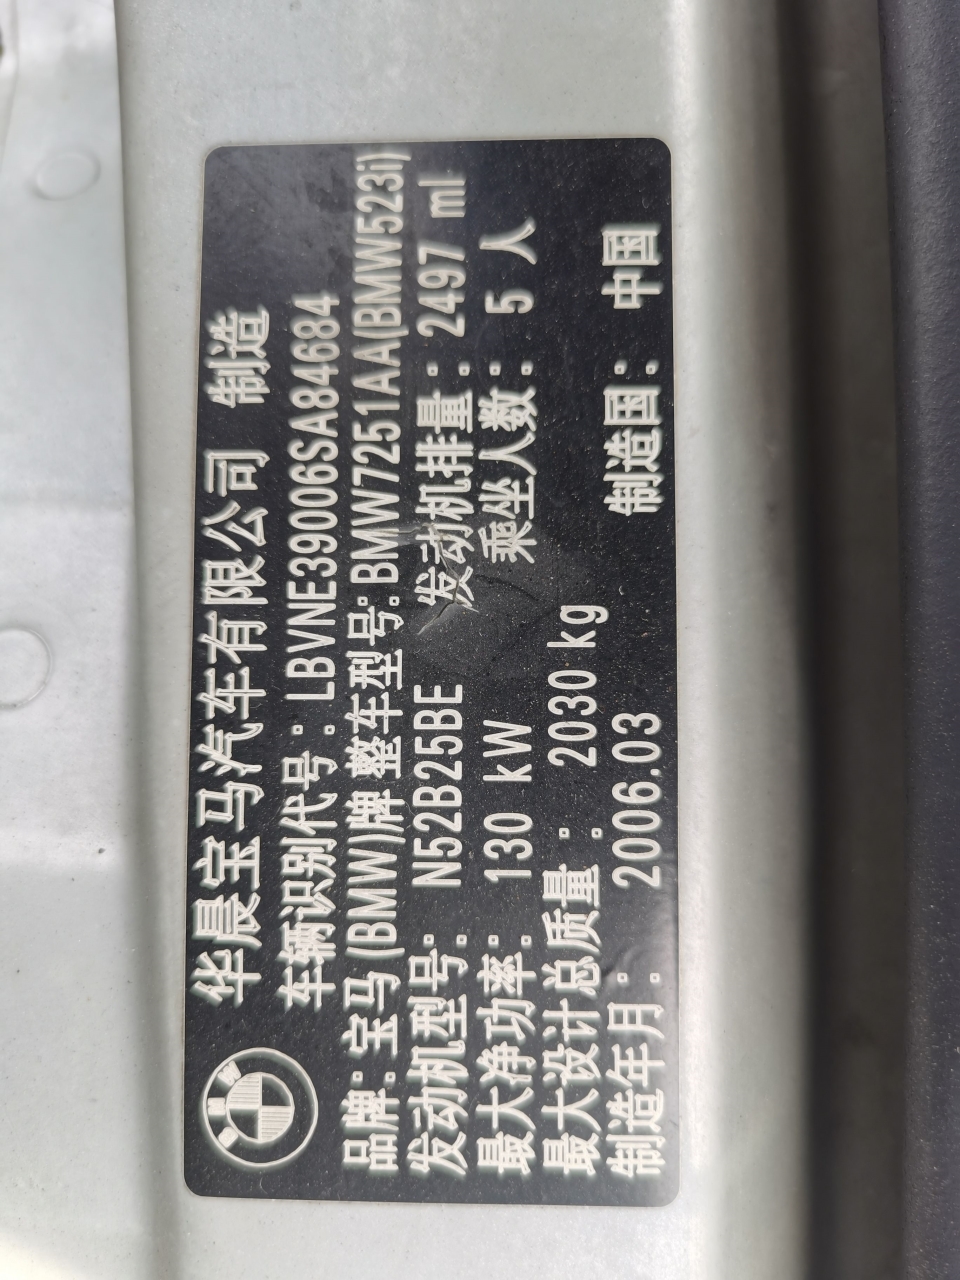 华晨宝马汽车有限公司 制造
车辆识别代号：LBVNE39006SA84684
品牌：宝马(BMW)牌 整车型号：BMW7251AA(BMW523i)
发动机型号： N52B25BE 发动机排量：2497 ml
最大净功率： 130 kW 乘坐人数： 5 人
最大设计总质量： 2030 kg
制造年月： 2006.03 制造国： 中国